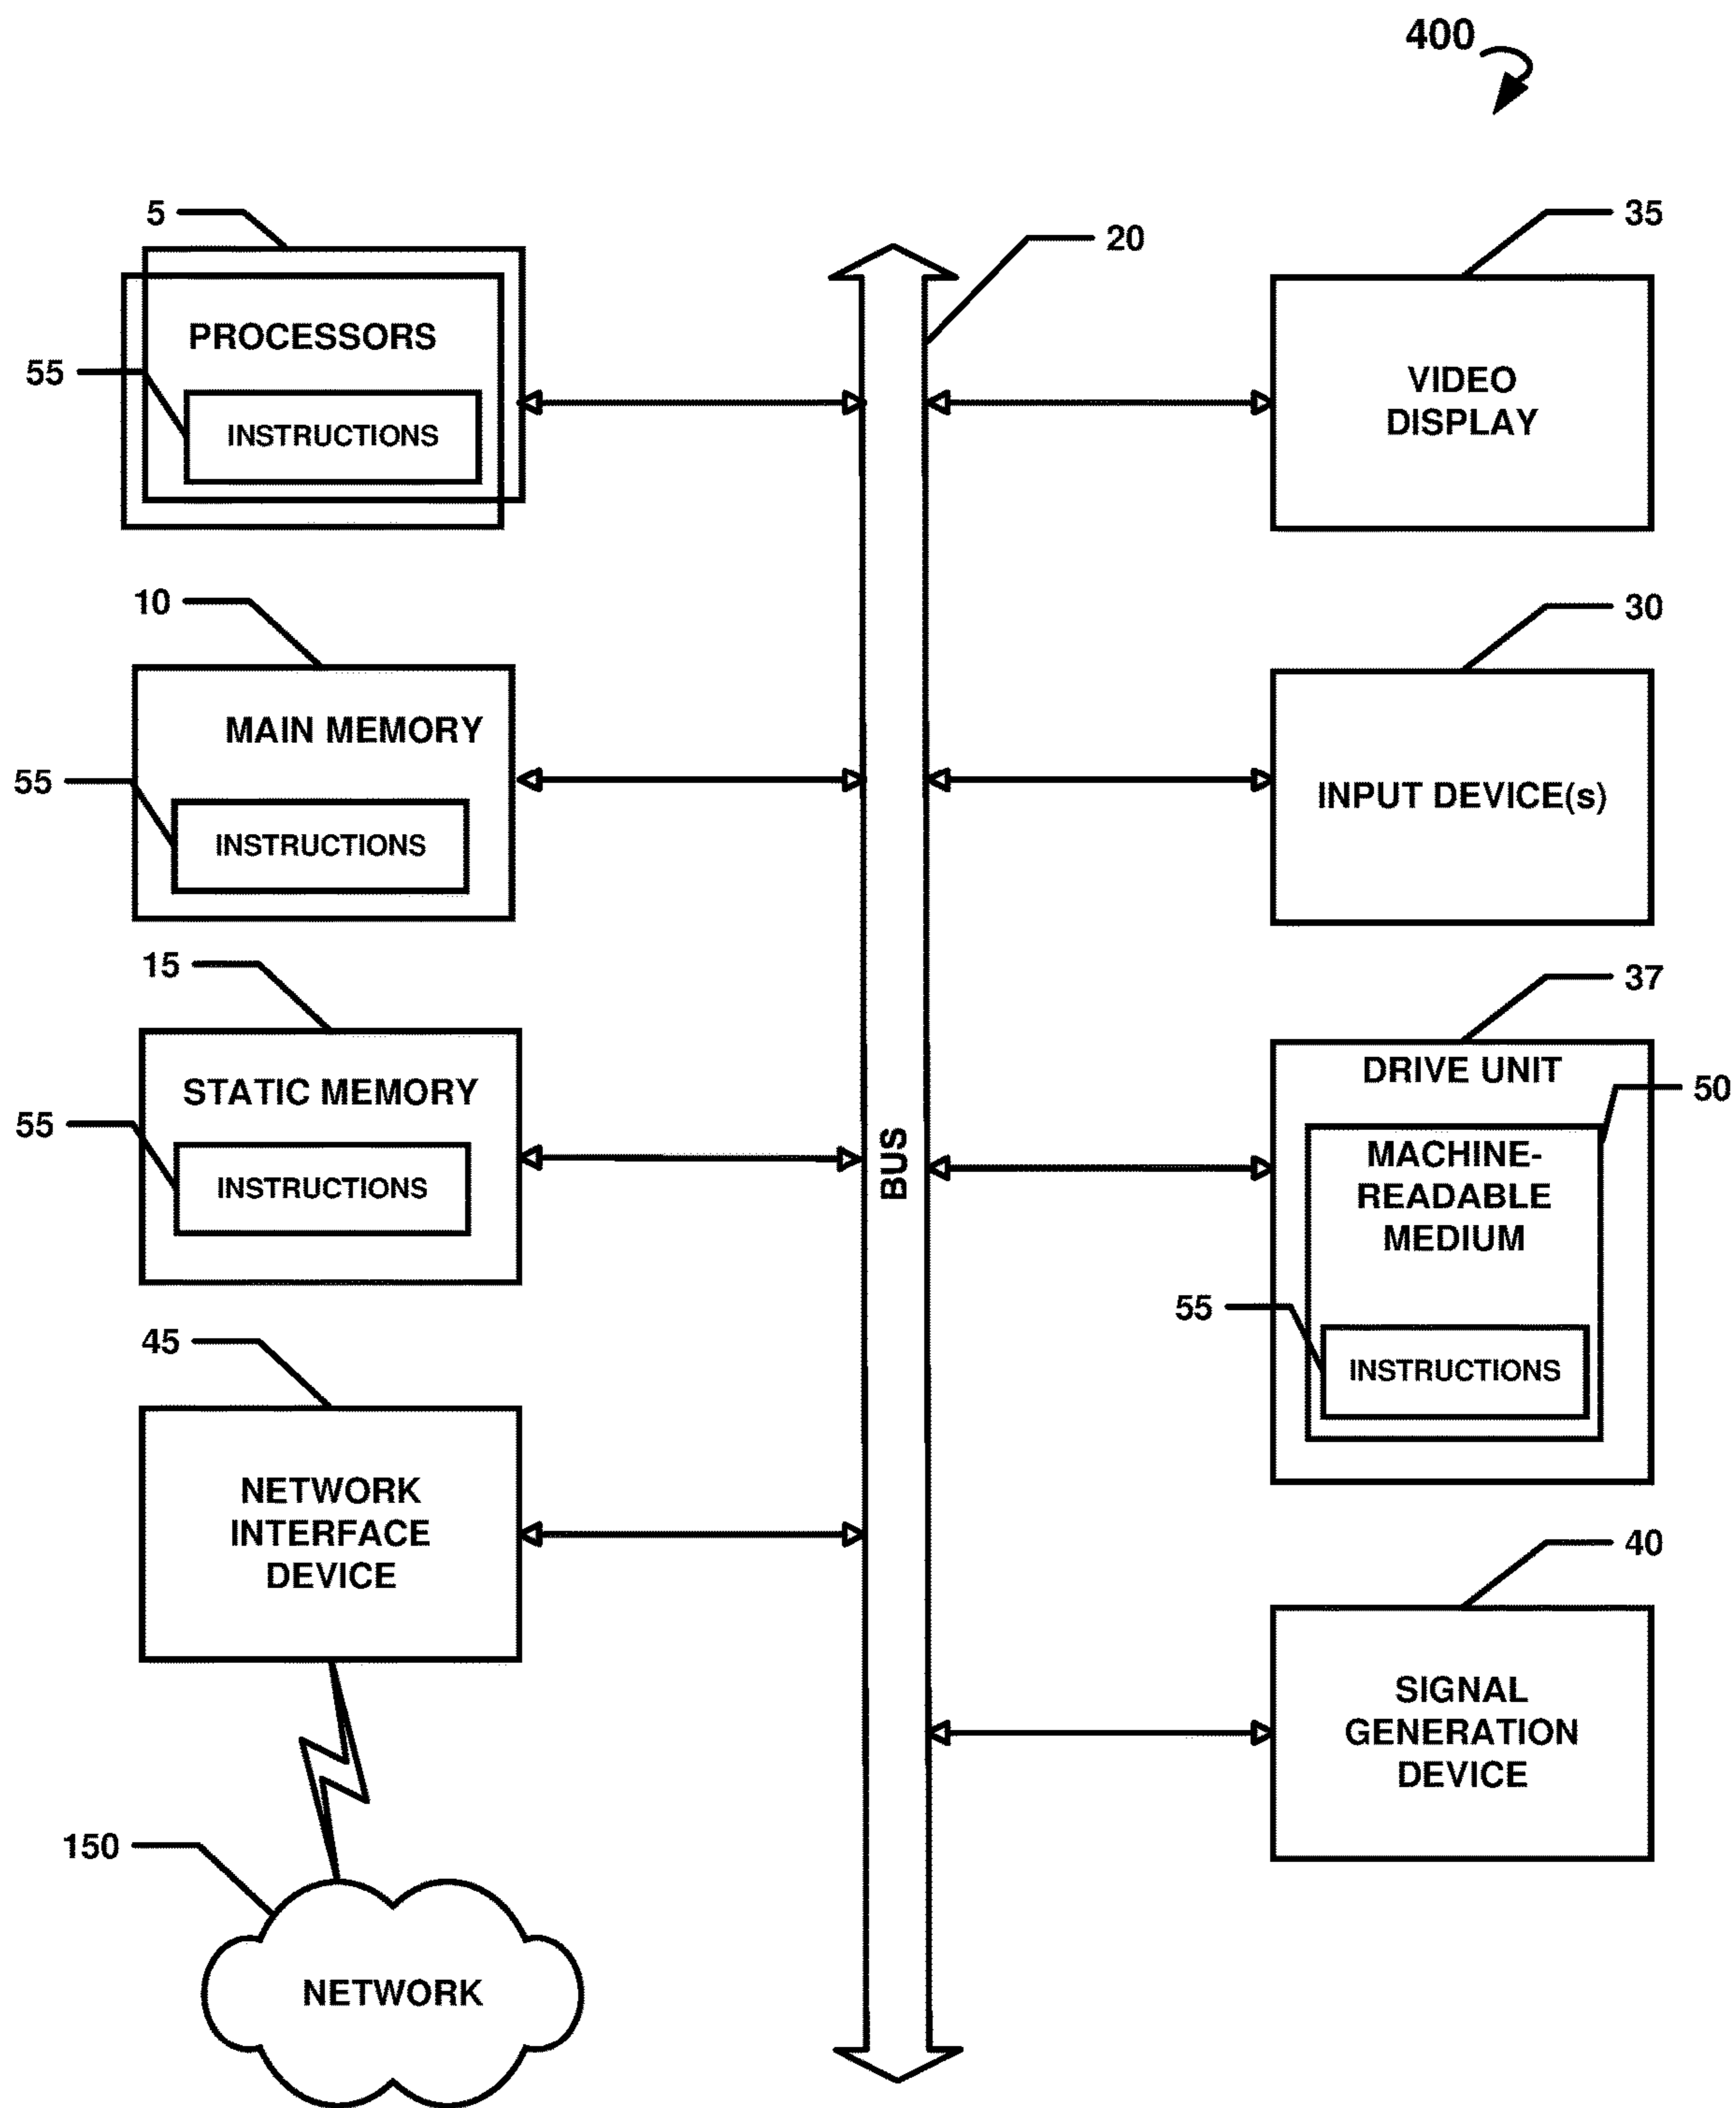 400
5
PROCESSORS
55
INSTRUCTIONS
10
MAIN MEMORY
55
INSTRUCTIONS
15
STATIC MEMORY
55
INSTRUCTIONS
45
NETWORK
INTERFACE
DEVICE
150
NETWORK
20
BUS
35
VIDEO
DISPLAY
30
INPUT DEVICE(s)
37
DRIVE UNIT
50
MACHINE-
READABLE
MEDIUM
55
INSTRUCTIONS
40
SIGNAL
GENERATION
DEVICE